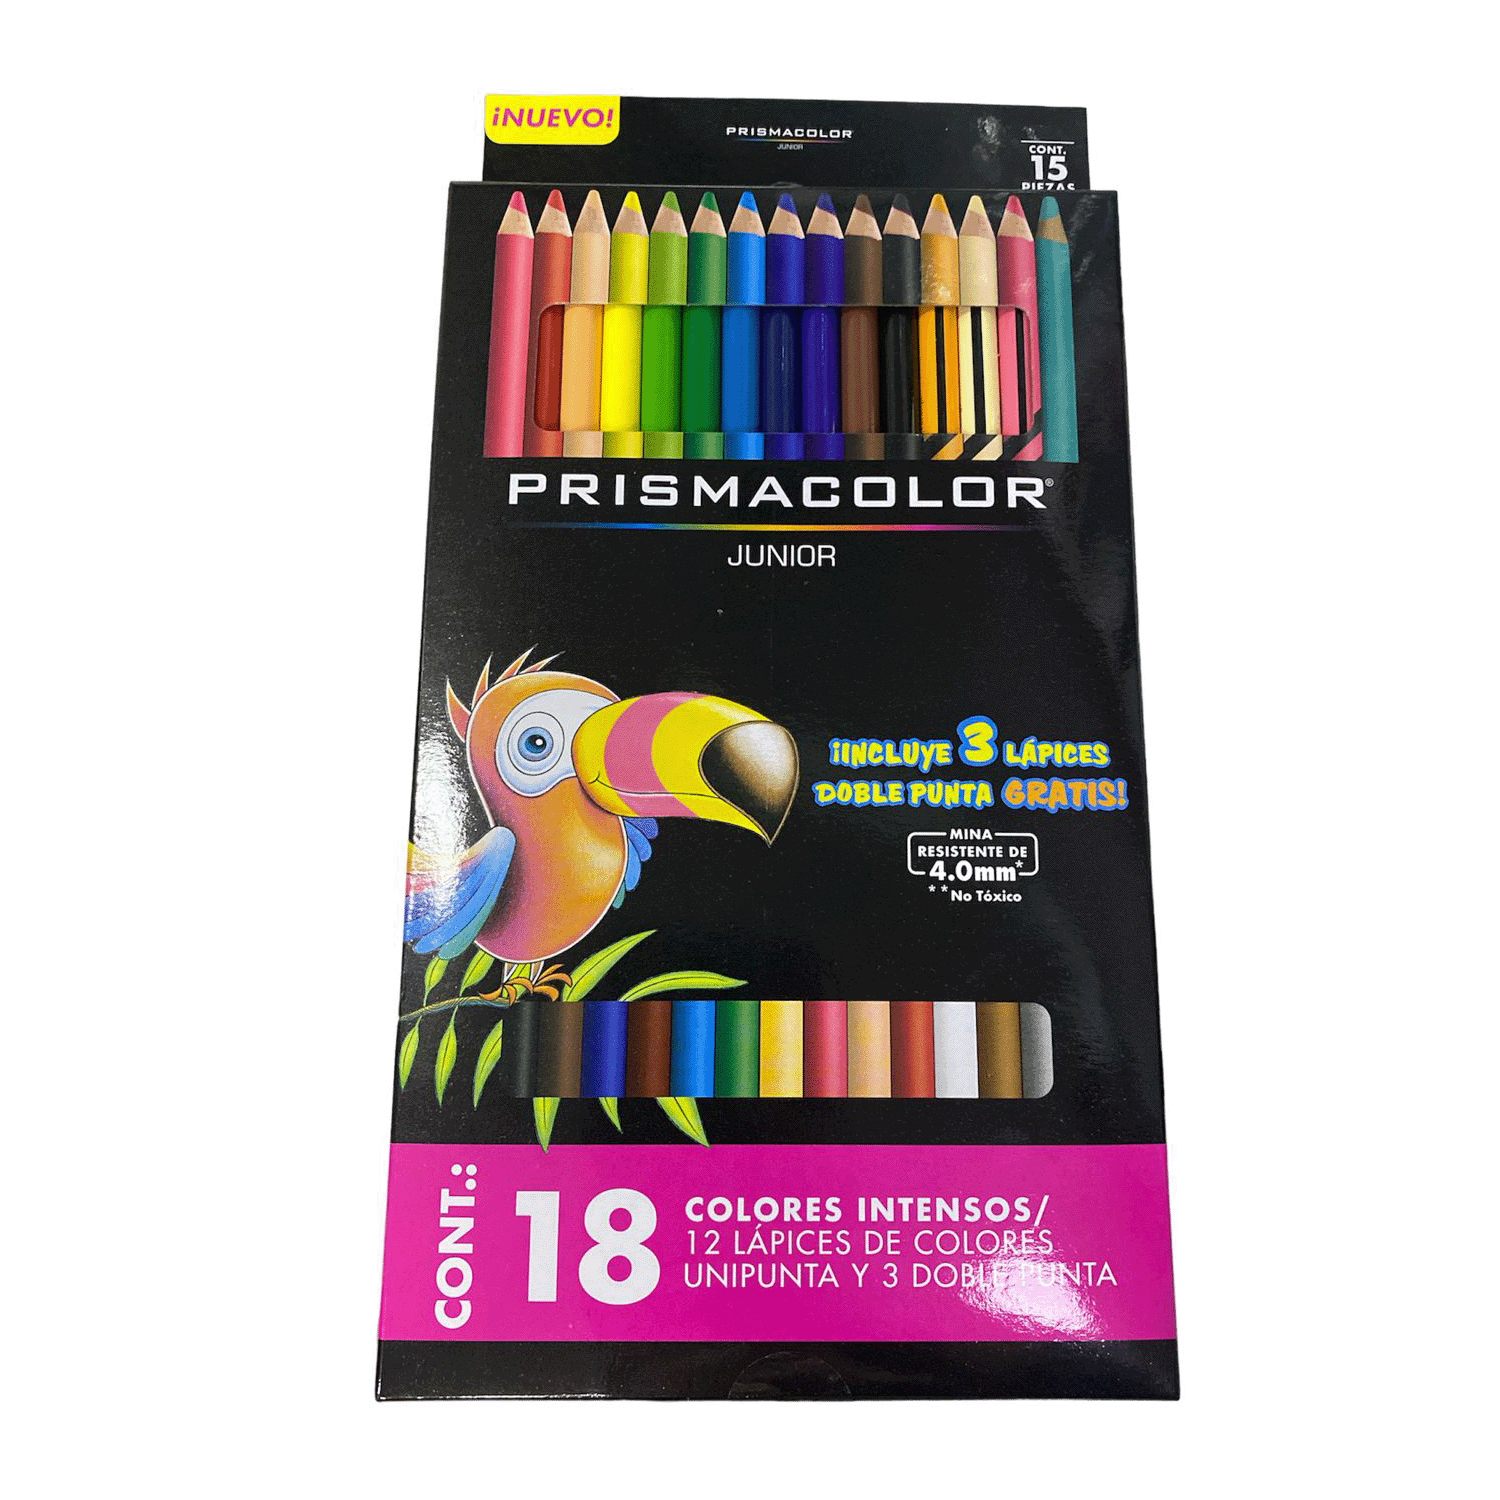 ¡NUEVO!
PRISMACOLOR
JUNIOR
CONT.
15
PIEZAS
PRISMACOLOR®
JUNIOR
¡INCLUYE 3 LÁPICES
DOBLE PUNTA GRATIS!
MINA
RESISTENTE DE
4.0mm*
**No Tóxico
CONT.:
18
COLORES INTENSOS/
12 LÁPICES DE COLORES
UNIPUNTA Y 3 DOBLE PUNTA